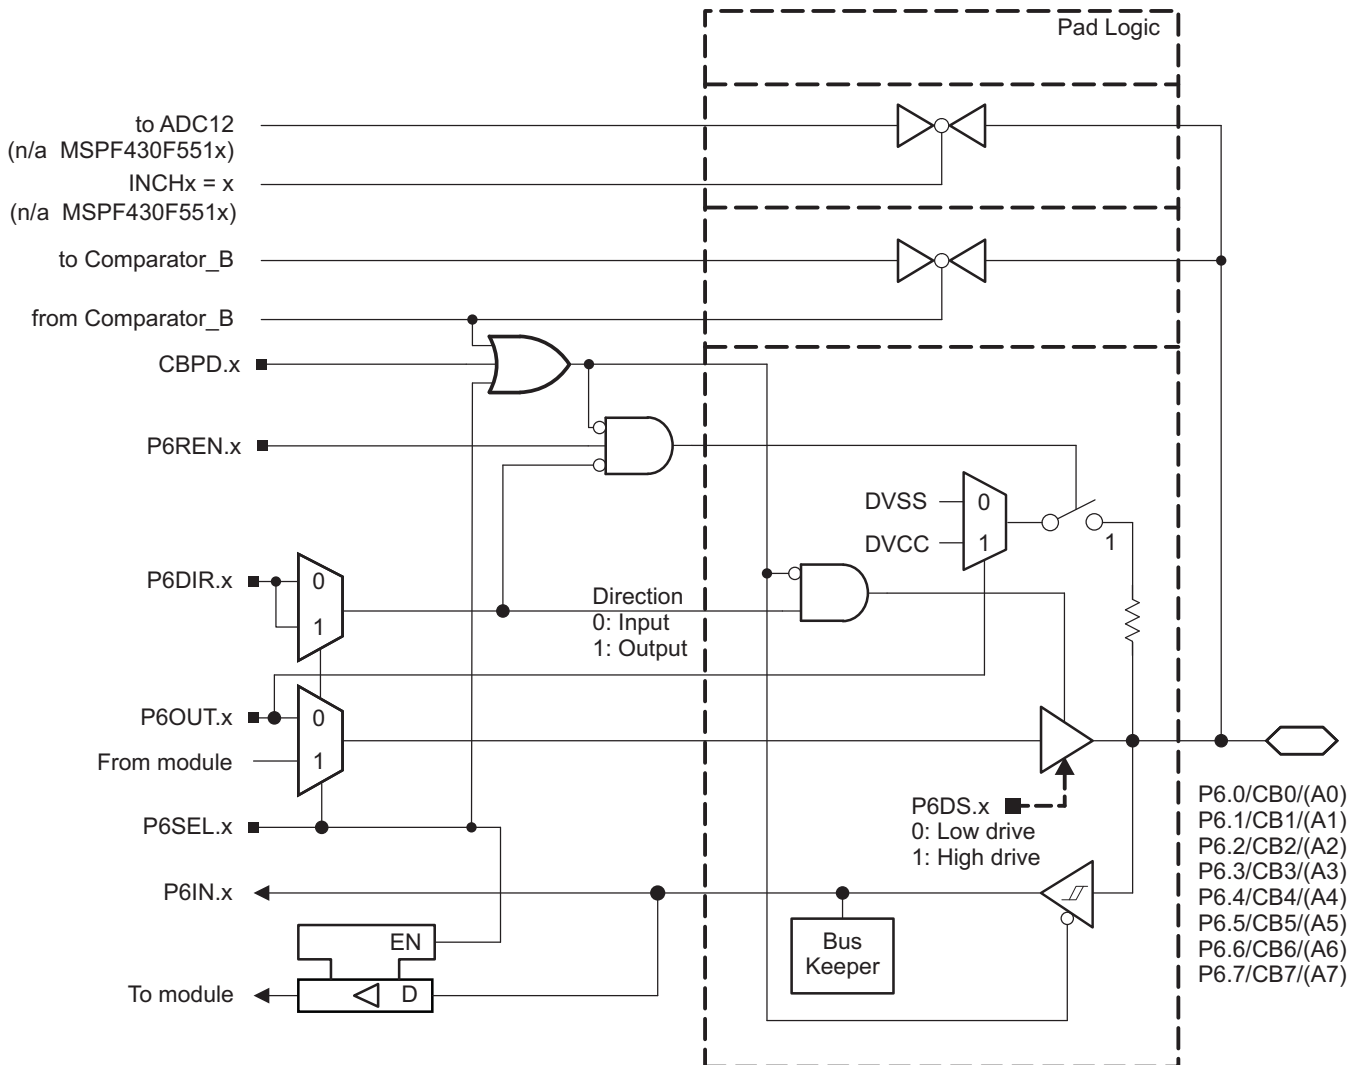 Pad Logic
to ADC12
(n/a MSPF430F551x)
INCHx = x
(n/a MSPF430F551x)
to Comparator_B
from Comparator_B
CBPD.x
P6REN.x
DVSS
0
DVCC
1
1
P6DIR.x
0
1
Direction
0: Input
1: Output
P6OUT.x
0
From module
1
P6SEL.x
P6DS.x
0: Low drive
1: High drive
P6.0/CB0/(A0)
P6.1/CB1/(A1)
P6.2/CB2/(A2)
P6.3/CB3/(A3)
P6.4/CB4/(A4)
P6.5/CB5/(A5)
P6.6/CB6/(A6)
P6.7/CB7/(A7)
P6IN.x
EN
Bus
Keeper
To module
D